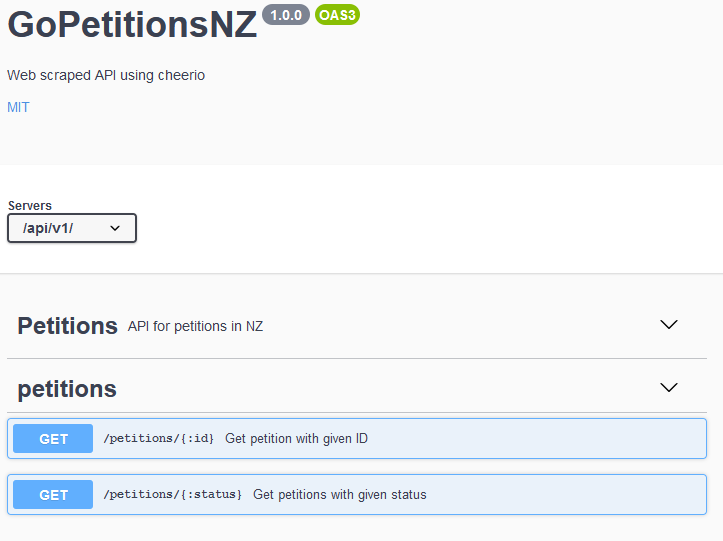 GoPetitionsNZ 1.0.0 OAS3
Web scraped API using cheerio
MIT
Servers
/api/v1/
Petitions API for petitions in NZ
petitions
GET /petitions/{:id} Get petition with given ID
GET /petitions/{:status} Get petitions with given status